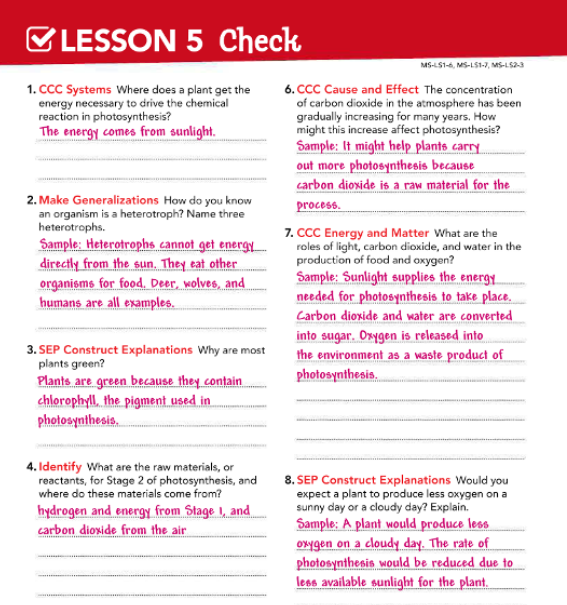 LESSON 5 Check
MS-LS1-6, MS-LS1-7, MS-LS2-3
1. CCC Systems Where does a plant get the
energy necessary to drive the chemical
reaction in photosynthesis?
The energy comes from sunlight.
2. Make Generalizations How do you know
an organism is a heterotroph? Name three
heterotrophs.
Sample: Heterotrophs cannot get energy
directly from the sun. They eat other
organisms for food. Deer, wolves, and
humans are all examples.
3. SEP Construct Explanations Why are most
plants green?
Plants are green because they contain
chlorophyll, the pigment used in
photosynthesis.
4. Identify What are the raw materials, or
reactants, for Stage 2 of photosynthesis, and
where do these materials come from?
hydrogen and energy from Stage 1, and
carbon dioxide from the air
6. CCC Cause and Effect The concentration
of carbon dioxide in the atmosphere has been
gradually increasing for many years. How
might this increase affect photosynthesis?
Sample: It might help plants carry
out more photosynthesis because
carbon dioxide is a raw material for the
process.
7. CCC Energy and Matter What are the
roles of light, carbon dioxide, and water in the
production of food and oxygen?
Sample: Sunlight supplies the energy
needed for photosynthesis to take place.
Carbon dioxide and water are converted
into sugar. Oxygen is released into
the environment as a waste product of
photosynthesis.
8. SEP Construct Explanations Would you
expect a plant to produce less oxygen on a
sunny day or a cloudy day? Explain.
Sample: A plant would produce less
oxygen on a cloudy day. The rate of
photosynthesis would be reduced due to
less available sunlight for the plant.